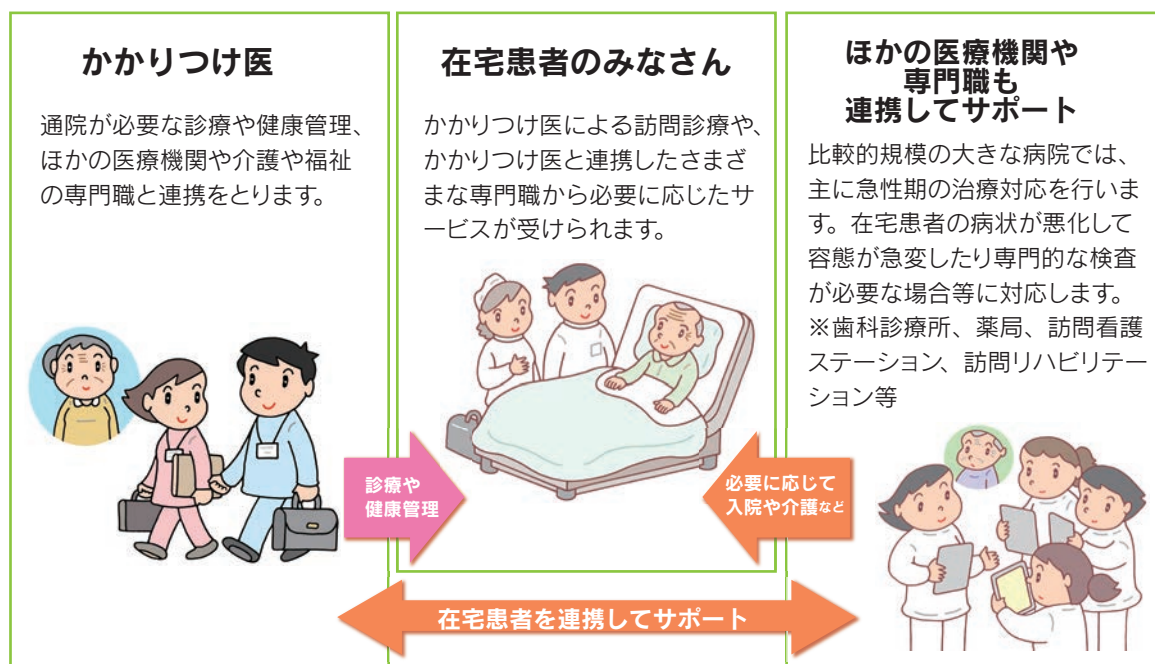 かかりつけ医
通院が必要な診療や健康管理、
ほかの医療機関や介護や福祉
の専門職と連携をとります。
診療や
健康管理
在宅患者のみなさん
かかりつけ医による訪問診療や、
かかりつけ医と連携したさまざ
まな専門職から必要に応じたサ
ービスが受けられます。
ほかの医療機関や
専門職も
連携してサポート
比較的規模の大きな病院では、
主に急性期の治療対応を行いま
す。在宅患者の病状が悪化して
容態が急変したり専門的な検査
が必要な場合等に対応します。
※歯科診療所、薬局、訪問看護
ステーション、訪問リハビリテー
ション等
必要に応じて
入院や介護など
在宅患者を連携してサポート